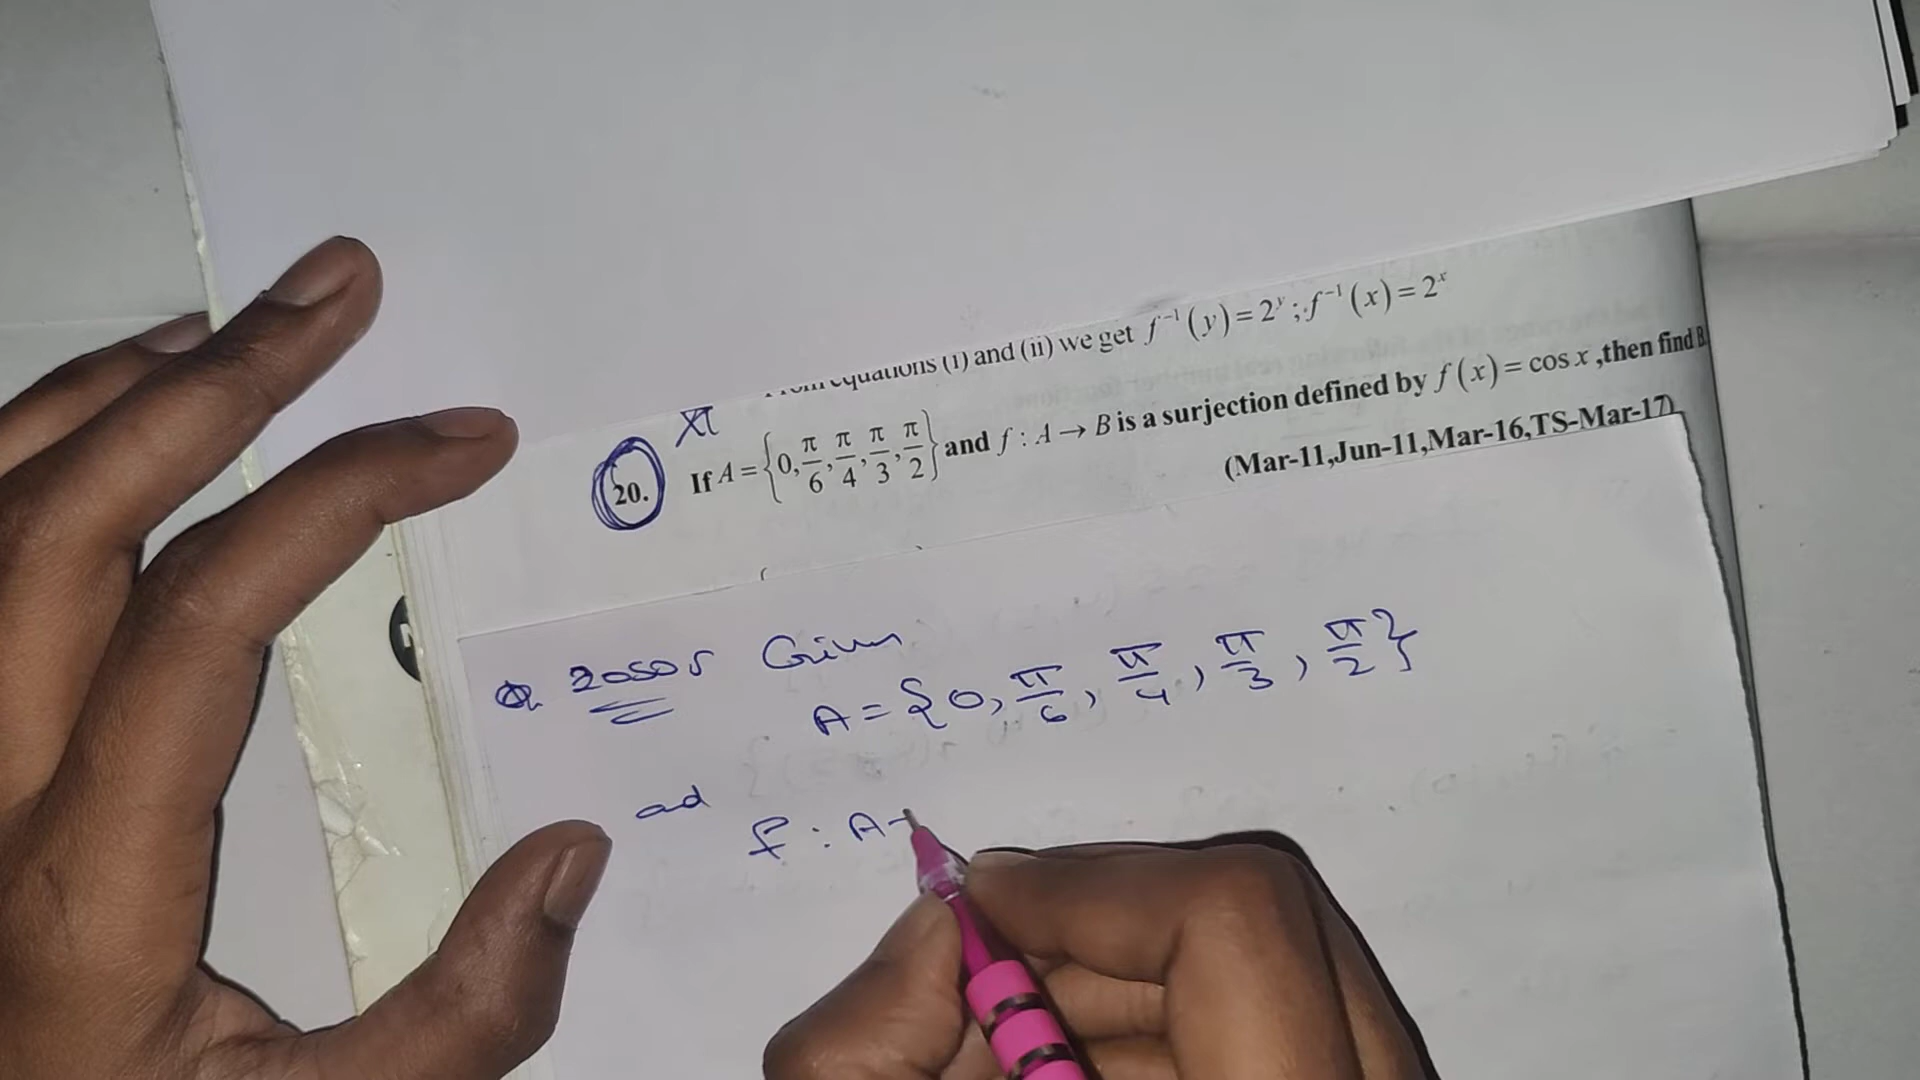 equations (i) and (ii) we get f⁻¹(y) = 2ʸ ; f⁻¹(x) = 2ˣ
XI
20. If A = {0, π/6, π/4, π/3, π/2} and f : A → B is a surjection defined by f(x) = cos x ,then find B
(Mar-11,Jun-11,Mar-16,TS-Mar-17)
Given
A = {0, π/6, π/4, π/3, π/2}
ad
f : A